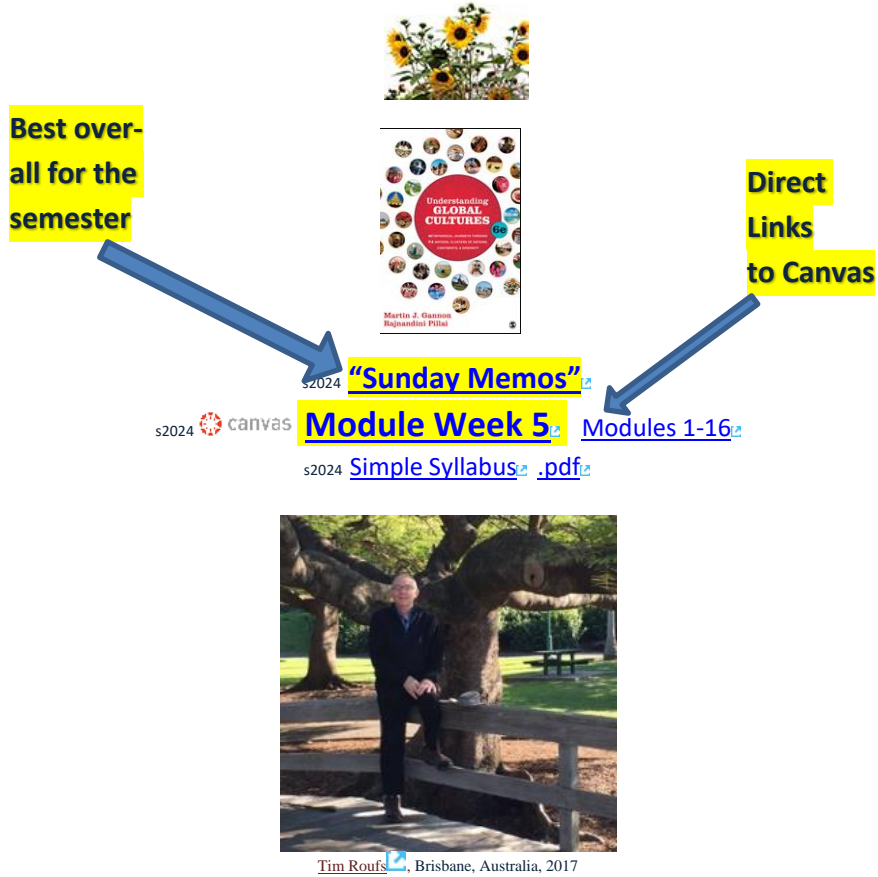 Best over-
all for the
semester
Understanding
GLOBAL
CULTURES
6e
Martin J. Gannon
Rajnandini Pillai
Direct
Links
to Canvas
s2024 “Sunday Memos”
s2024 canvas Module Week 5 Modules 1-16
s2024 Simple Syllabus .pdf
Tim Roufs, Brisbane, Australia, 2017